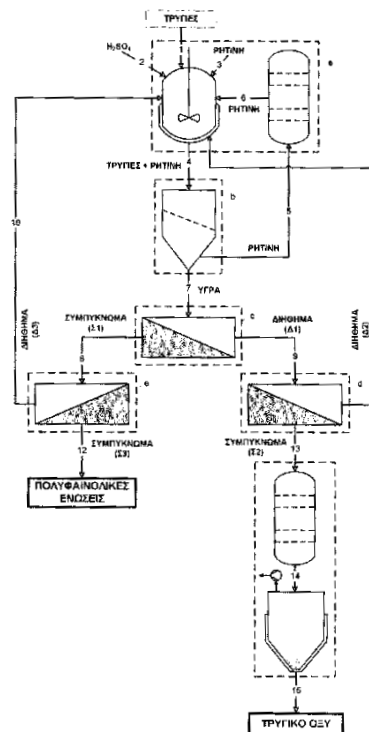 ΤΡΥΓΙΕΣ
1
H₂SO₄
2
3
ΡΗΤΙΝΗ
a
6
ΡΗΤΙΝΗ
4
ΤΡΥΓΙΕΣ + ΡΗΤΙΝΗ
5
b
10
ΡΗΤΙΝΗ
7
ΥΓΡΑ
ΣΥΜΠΥΚΝΩΜΑ
(Σ1)
c
ΔΙΗΘΗΜΑ
(Δ1)
ΔΙΗΘΗΜΑ
(Δ3)
ΔΙΗΘΗΜΑ
(Δ2)
8
9
e
d
12
ΣΥΜΠΥΚΝΩΜΑ
(Σ3)
ΣΥΜΠΥΚΝΩΜΑ
(Σ2)
13
ΠΟΛΥΦΑΙΝΟΛΙΚΕΣ
ΕΝΩΣΕΙΣ
14
15
ΤΡΥΓΙΚΟ ΟΞΥ